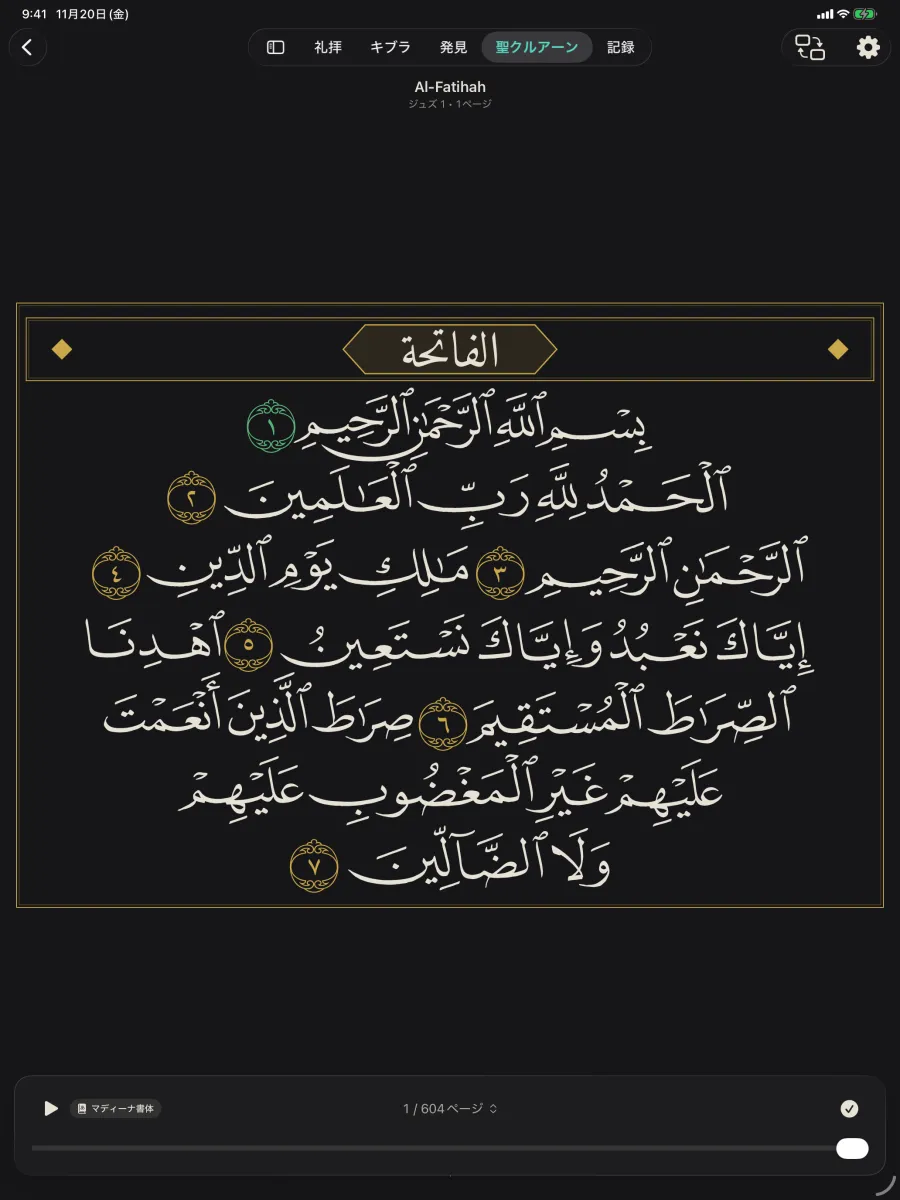 9:41 11月20日(金)
礼拝 キブラ 発見 聖クルアーン 記録
Al-Fatihah
ジュズ 1 • 1ページ
الفاتحة
بِسْمِ ٱللَّهِ ٱلرَّحْمَٰنِ ٱلرَّحِيمِ ١
ٱلْحَمْدُ لِلَّهِ رَبِّ ٱلْعَٰلَمِينَ ٢
ٱلرَّحْمَٰنِ ٱلرَّحِيمِ ٣ مَٰلِكِ يَوْمِ ٱلدِّينِ ٤
إِيَّاكَ نَعْبُدُ وَإِيَّاكَ نَسْتَعِينُ ٥ ٱهْدِنَا
ٱلصِّرَٰطَ ٱلْمُسْتَقِيمَ ٦ صِرَٰطَ ٱلَّذِينَ أَنْعَمْتَ
عَلَيْهِمْ غَيْرِ ٱلْمَغْضُوبِ عَلَيْهِمْ
وَلَا ٱلضَّآلِّينَ ٧
マディーナ書体 1 / 604ページ